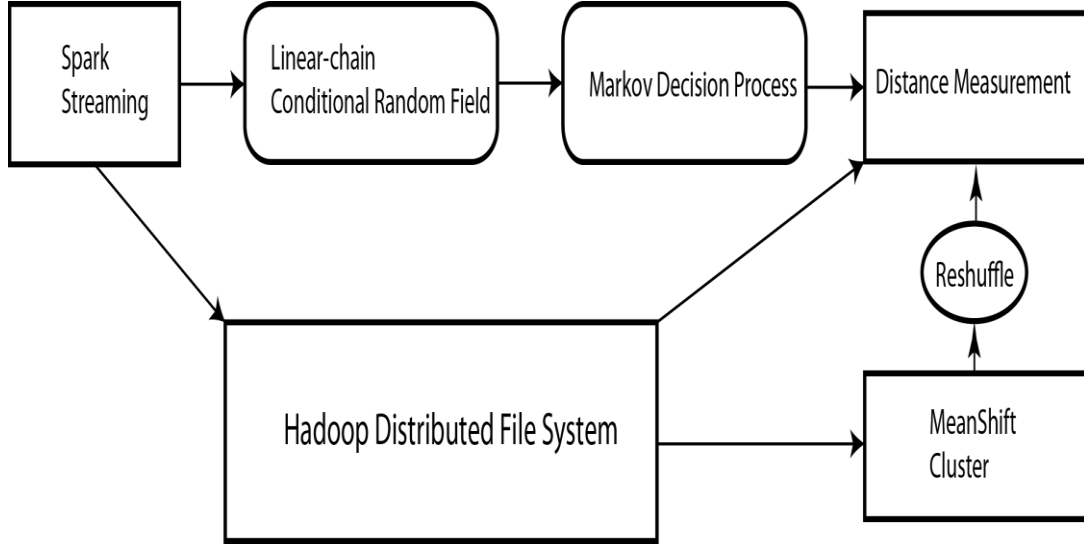 Spark
Streaming
Linear-chain
Conditional Random Field
Markov Decision Process
Distance Measurement
Reshuffle
Hadoop Distributed File System
MeanShift
Cluster